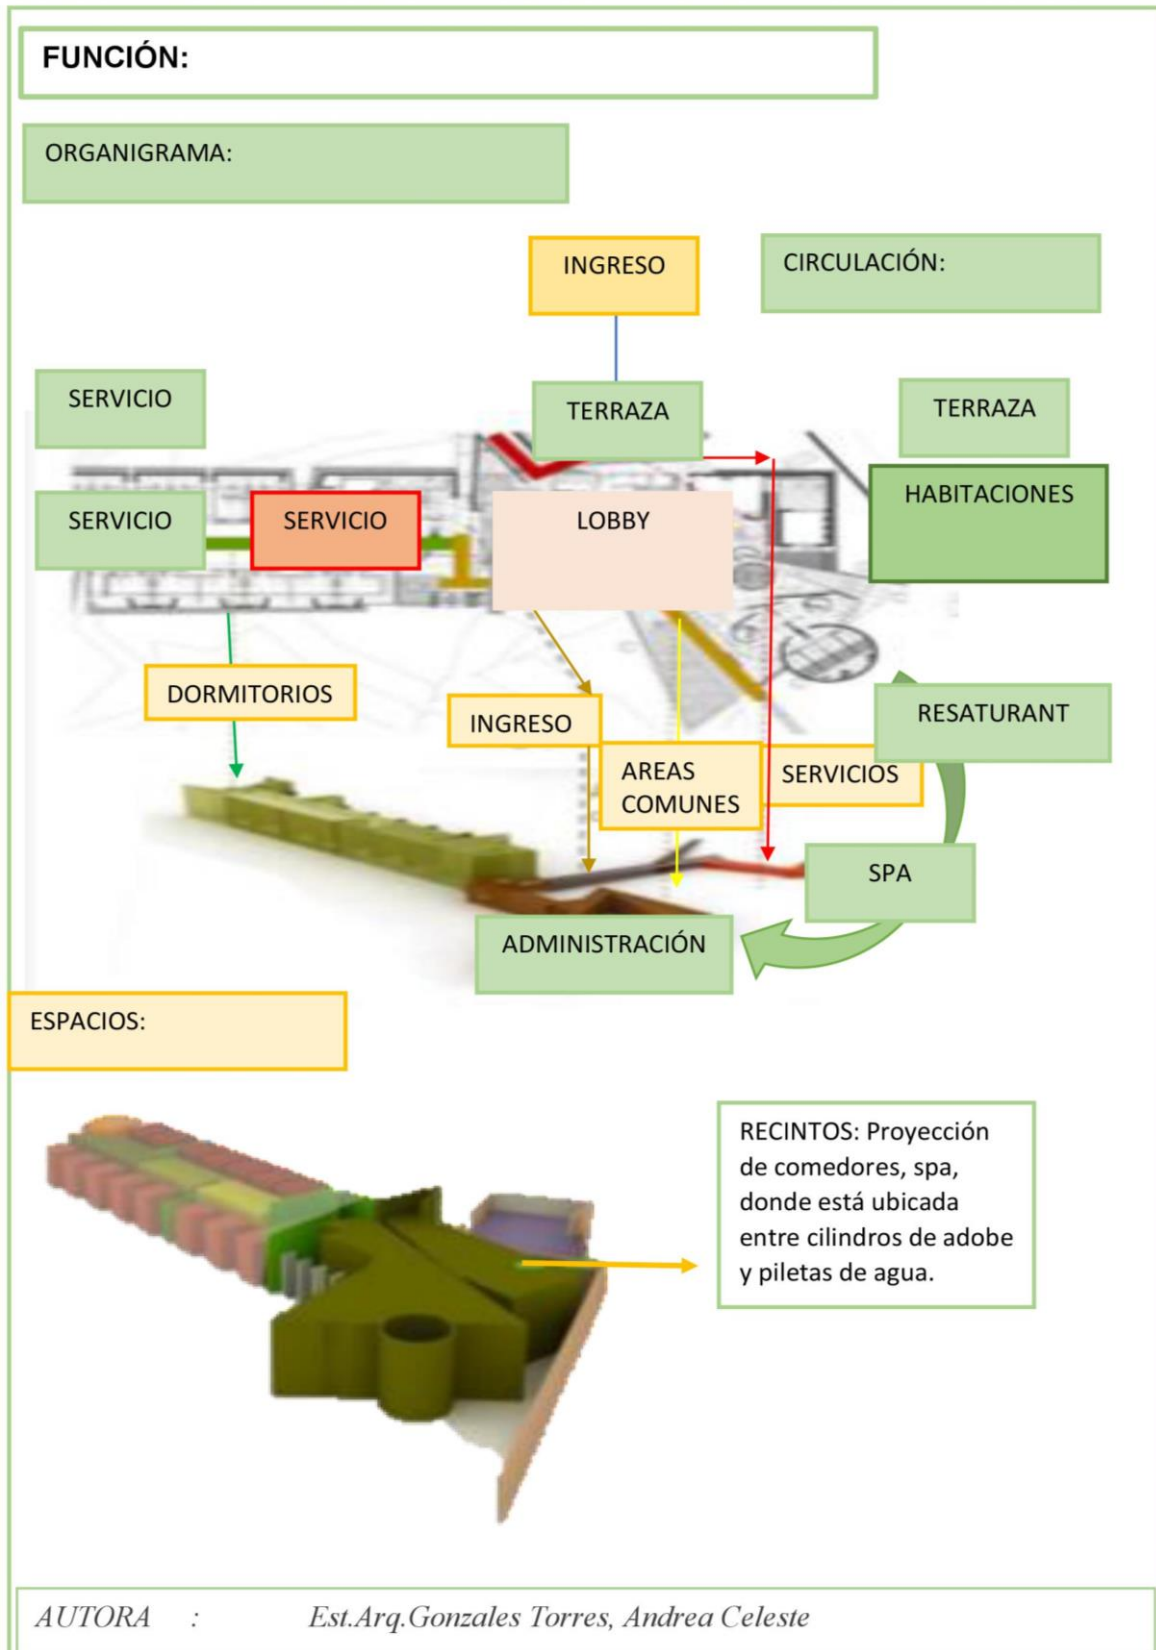 FUNCIÓN:
ORGANIGRAMA:
INGRESO
CIRCULACIÓN:
SERVICIO
TERRAZA
TERRAZA
SERVICIO
SERVICIO
LOBBY
HABITACIONES
DORMITORIOS
INGRESO
RESATURANT
AREAS
COMUNES
SERVICIOS
SPA
ADMINISTRACIÓN
ESPACIOS:
RECINTOS: Proyección
de comedores, spa,
donde está ubicada
entre cilindros de adobe
y piletas de agua.
AUTORA : Est.Arq.Gonzales Torres, Andrea Celeste